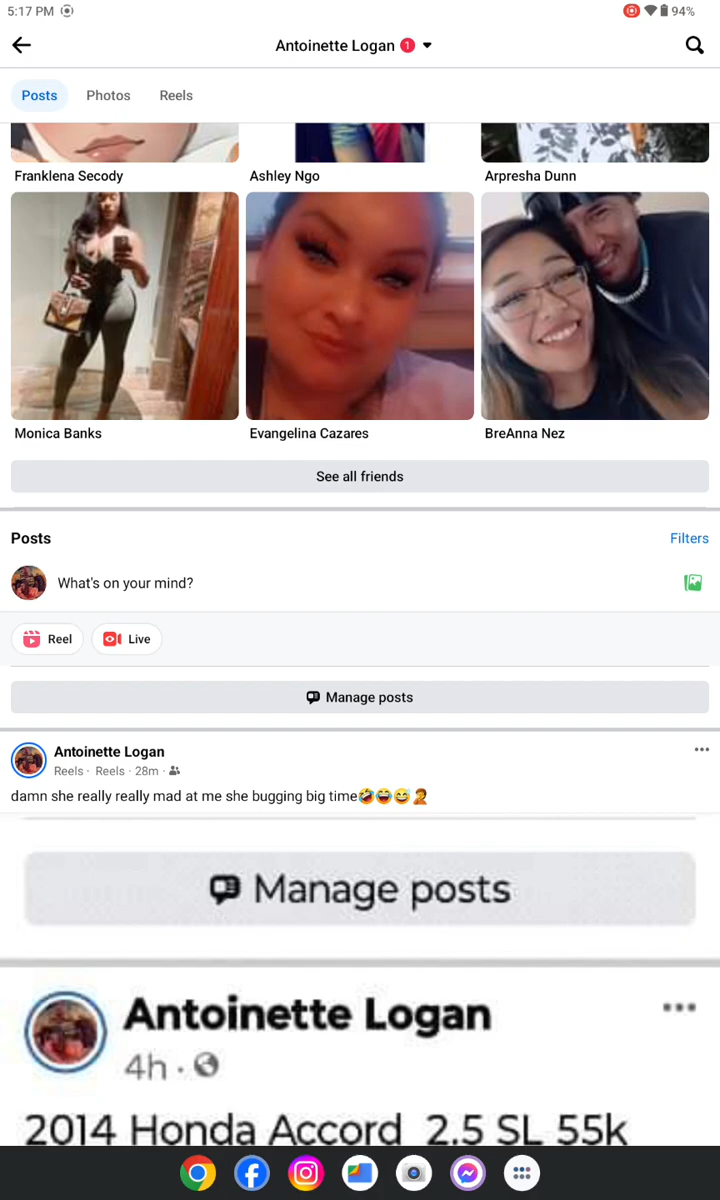 5:17 PM
94%
Antoinette Logan 1
Posts Photos Reels
Franklena Secody Ashley Ngo Arpresha Dunn
Monica Banks Evangelina Cazares BreAnna Nez
See all friends
Posts Filters
What's on your mind?
Reel Live
Manage posts
Antoinette Logan
Reels · Reels · 28m ·
damn she really really mad at me she bugging big time🤣😂😅🤦
Manage posts
Antoinette Logan
4h ·
2014 Honda Accord 2.5 SL 55k